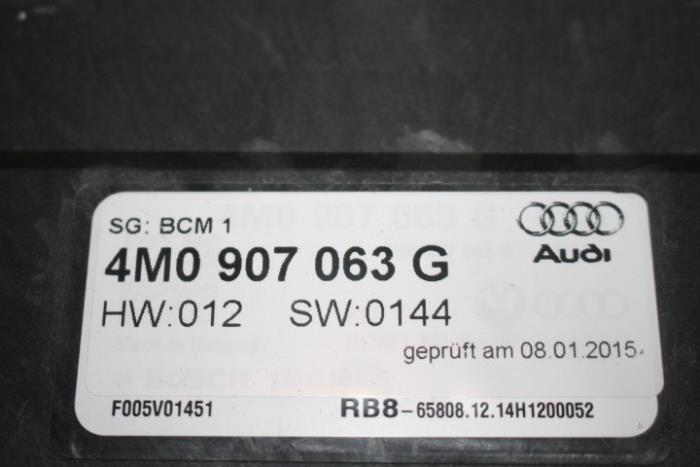 SG: BCM 1
Audi
4M0 907 063 G
HW:012 SW:0144
geprüft am 08.01.2015
F005V01451 RB8-65808.12.14H1200052